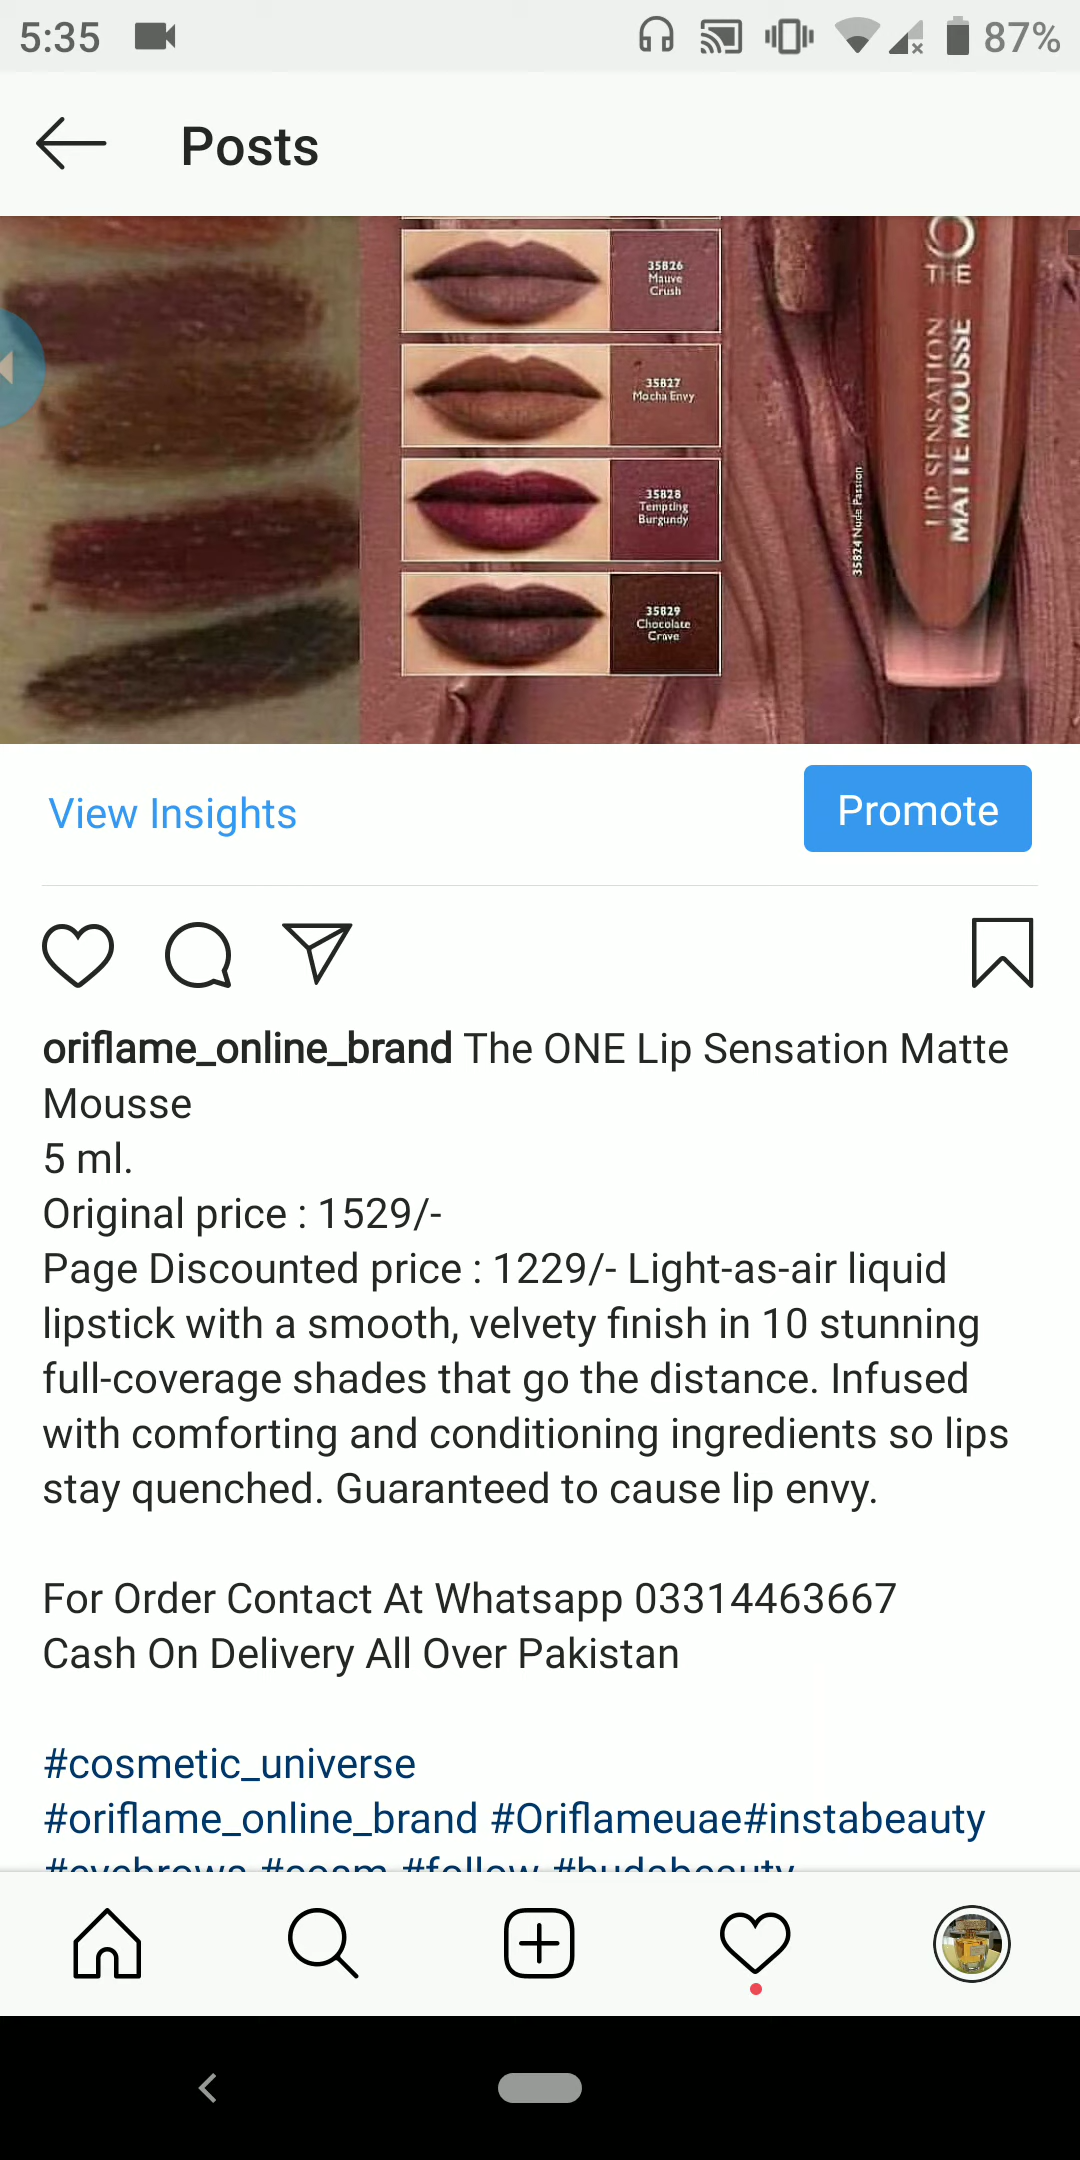 5:35
87%
Posts
35826
Mauve
Crush
35827
Mocha Envy
35828
Tempting
Burgundy
35829
Chocolate
Crave
35824 Nude Passion
THE
LIP SENSATION
MATTE MOUSSE
View Insights
Promote
oriflame_online_brand The ONE Lip Sensation Matte
Mousse
5 ml.
Original price : 1529/-
Page Discounted price : 1229/- Light-as-air liquid
lipstick with a smooth, velvety finish in 10 stunning
full-coverage shades that go the distance. Infused
with comforting and conditioning ingredients so lips
stay quenched. Guaranteed to cause lip envy.
For Order Contact At Whatsapp 03314463667
Cash On Delivery All Over Pakistan
#cosmetic_universe
#oriflame_online_brand #Oriflameuae#instabeauty
#eyebrows #cosm #follow #hudabeauty